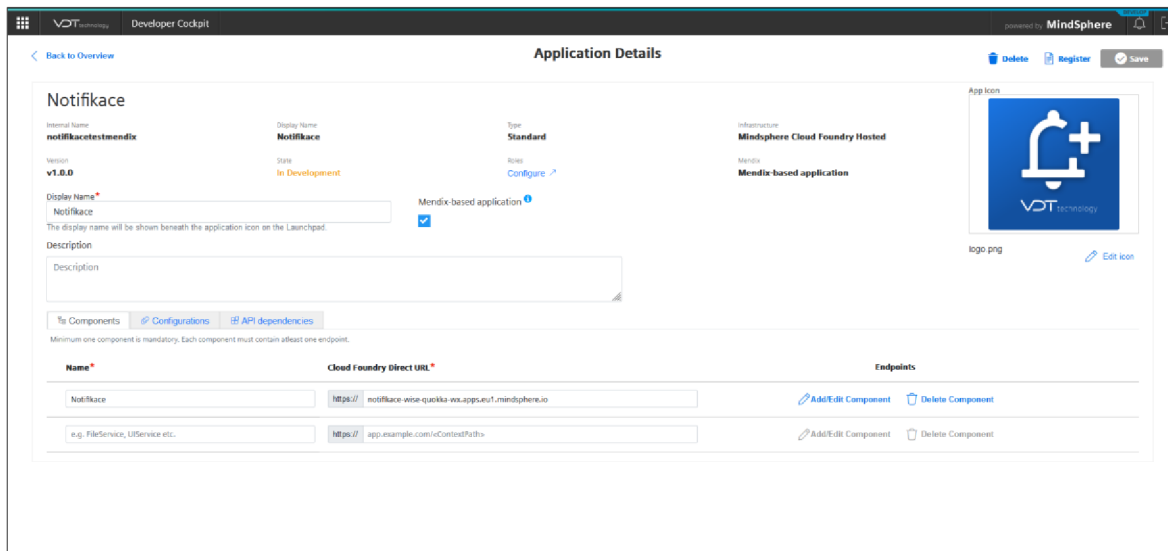 VDT technology Developer Cockpit powered by MindSphere
Back to Overview
Application Details
Delete Register Save
Notifikace
App Icon
Internal Name Display Name Type Infrastructure
notifikacetestmendix Notifikace Standard Mindsphere Cloud Foundry Hosted
Version State Roles Mendix
v1.0.0 In Development Configure Mendix-based application
VDT technology
Display Name*
Mendix-based application
Notifikace
The display name will be shown beneath the application icon on the Launchpad.
logo.png
Edit icon
Description
Description
Components Configurations API dependencies
Minimum one component is mandatory. Each component must contain atleast one endpoint.
Name* Cloud Foundry Direct URL* Endpoints
Notifikace https:// notifikace-wise-quokka-wx.apps.eu1.mindsphere.io Add/Edit Component Delete Component
e.g. FileService, UIService etc. https:// app.example.com/<ContextPath> Add/Edit Component Delete Component